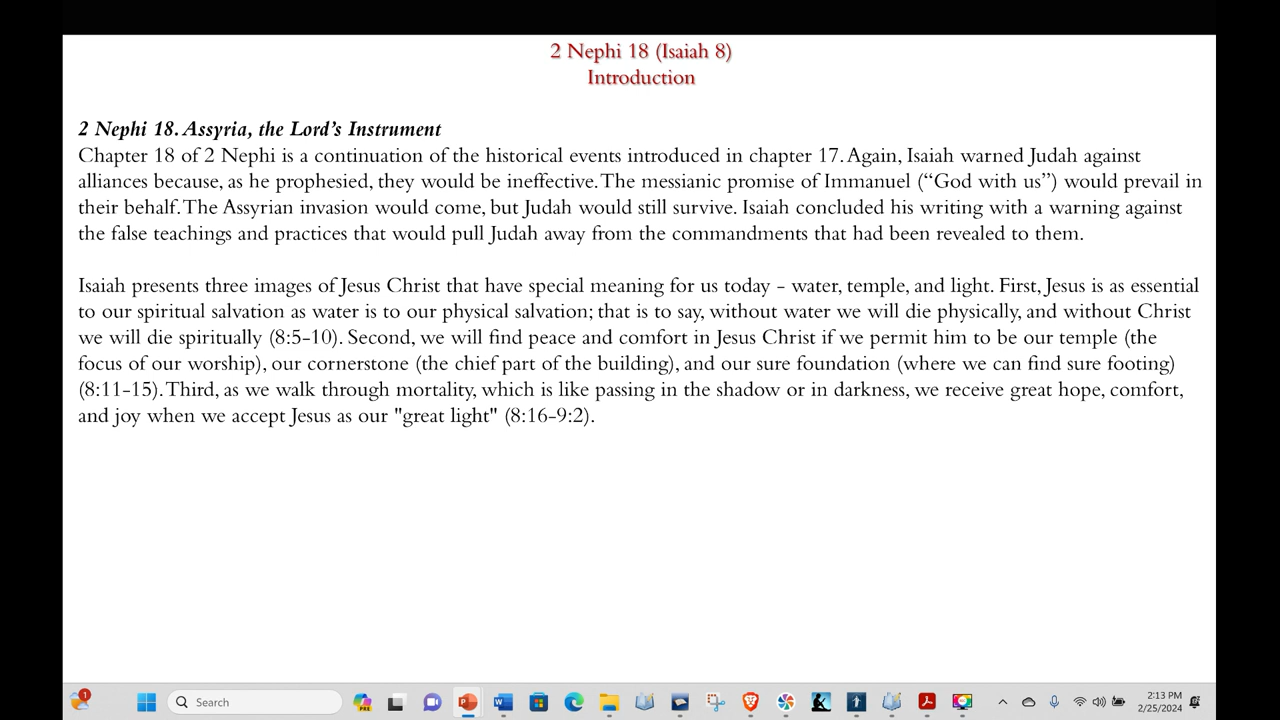 2 Nephi 18 (Isaiah 8)
Introduction
2 Nephi 18. Assyria, the Lord's Instrument
Chapter 18 of 2 Nephi is a continuation of the historical events introduced in chapter 17. Again, Isaiah warned Judah against
alliances because, as he prophesied, they would be ineffective. The messianic promise of Immanuel (“God with us”) would prevail in
their behalf. The Assyrian invasion would come, but Judah would still survive. Isaiah concluded his writing with a warning against
the false teachings and practices that would pull Judah away from the commandments that had been revealed to them.
Isaiah presents three images of Jesus Christ that have special meaning for us today - water, temple, and light. First, Jesus is as essential
to our spiritual salvation as water is to our physical salvation; that is to say, without water we will die physically, and without Christ
we will die spiritually (8:5-10). Second, we will find peace and comfort in Jesus Christ if we permit him to be our temple (the
focus of our worship), our cornerstone (the chief part of the building), and our sure foundation (where we can find sure footing)
(8:11-15). Third, as we walk through mortality, which is like passing in the shadow or in darkness, we receive great hope, comfort,
and joy when we accept Jesus as our "great light" (8:16-9:2).
1
Search
PRE
2:13 PM
2/25/2024